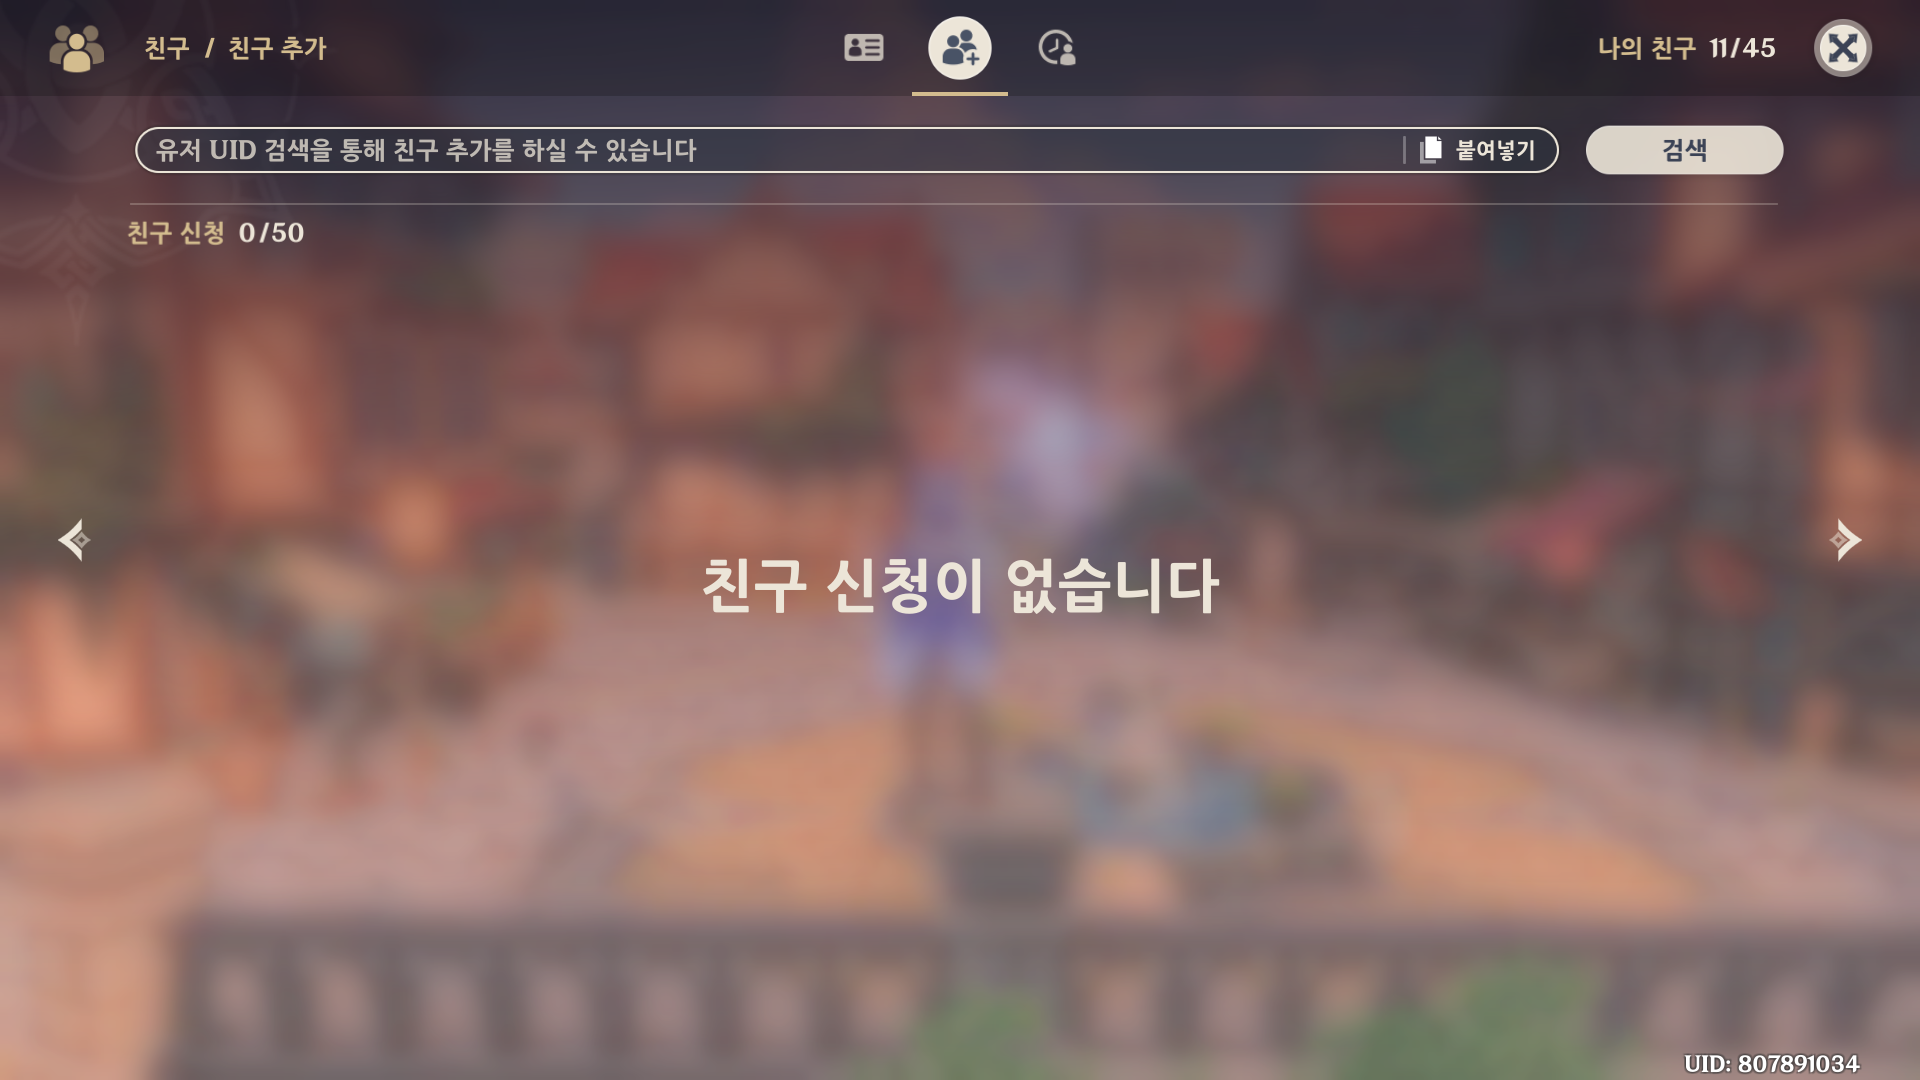 친구 / 친구 추가
나의 친구 11/45
유저 UID 검색을 통해 친구 추가를 하실 수 있습니다
붙여넣기
검색
친구 신청 0/50
친구 신청이 없습니다
UID: 807891034